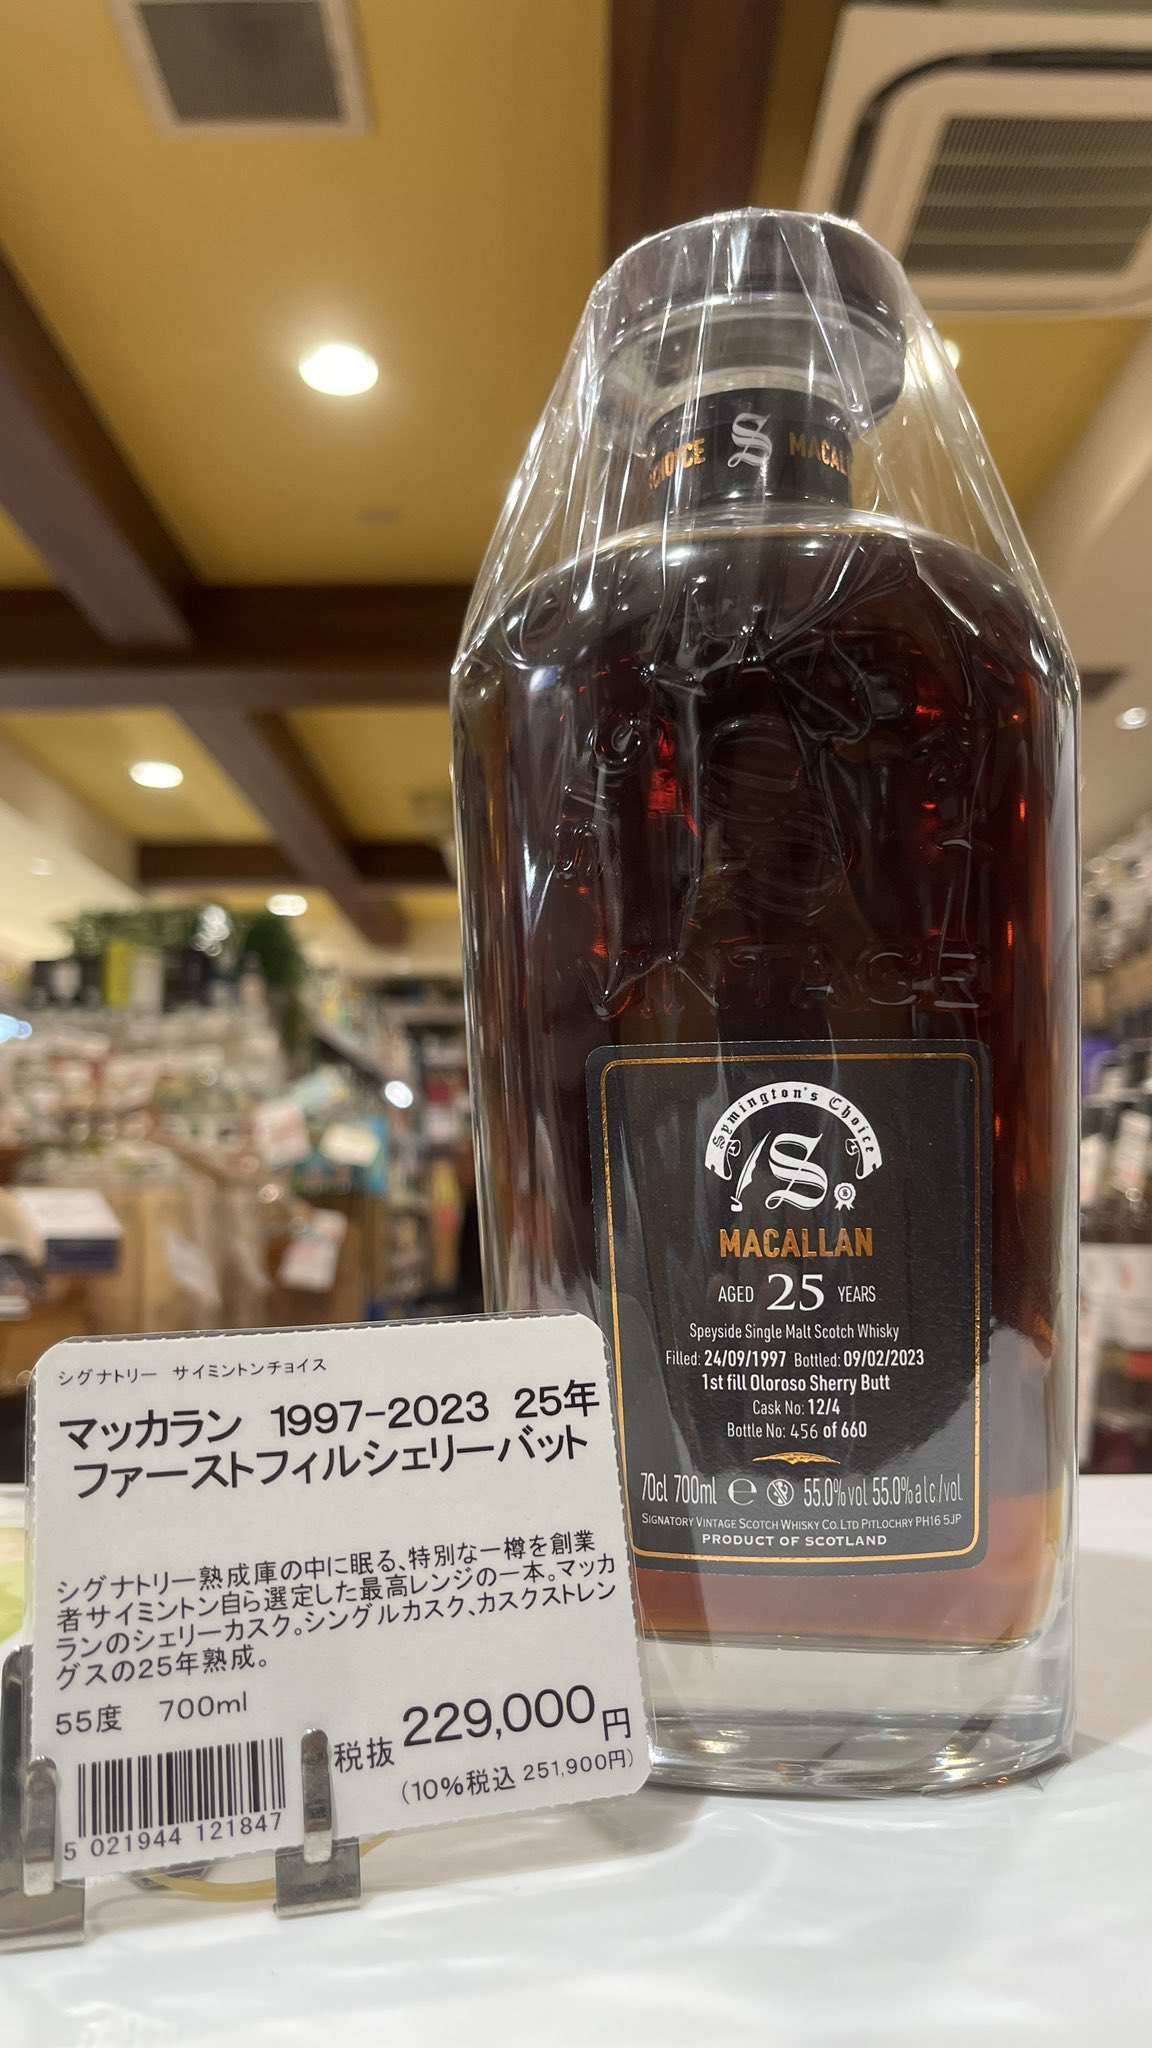 CHOICE S MACALL
VINTAGE
Symington's Choice
S
MACALLAN
AGED 25 YEARS
Speyside Single Malt Scotch Whisky
Filled: 24/09/1997 Bottled: 09/02/2023
1st fill Oloroso Sherry Butt
Cask No: 12/4
Bottle No: 456 of 660
70cl 700ml e 55.0%vol 55.0%alc/vol
SIGNATORY VINTAGE SCOTCH WHISKY CO. LTD PITLOCHRY PH16 5JP
PRODUCT OF SCOTLAND
シグナトリー サイミントンチョイス
マッカラン 1997-2023 25年
ファーストフィルシェリーバット
シグナトリー熟成庫の中に眠る、特別な一樽を創業
者サイミントン自ら選定した最高レンジの一本。マッカ
ランのシェリーカスク。シングルカスク、カスクストレン
グスの25年熟成。
55度 700ml
税抜 229,000円
(10%税込 251,900円)
5 021944 121847